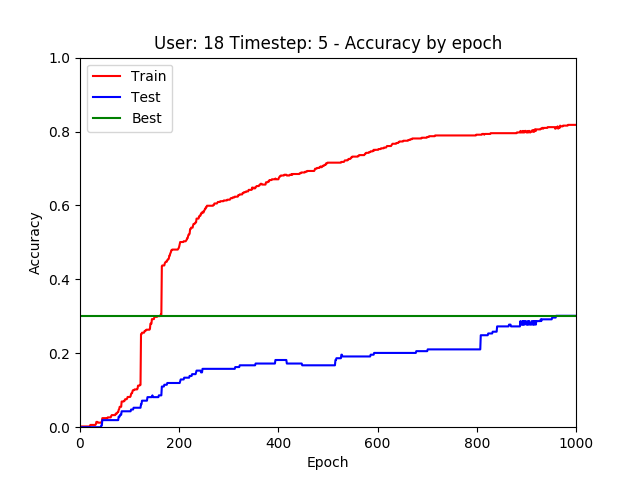 User: 18 Timestep: 5 - Accuracy by epoch
Train
Test
Best
Accuracy
1.0
0.8
0.6
0.4
0.2
0.0
0 200 400 600 800 1000
Epoch